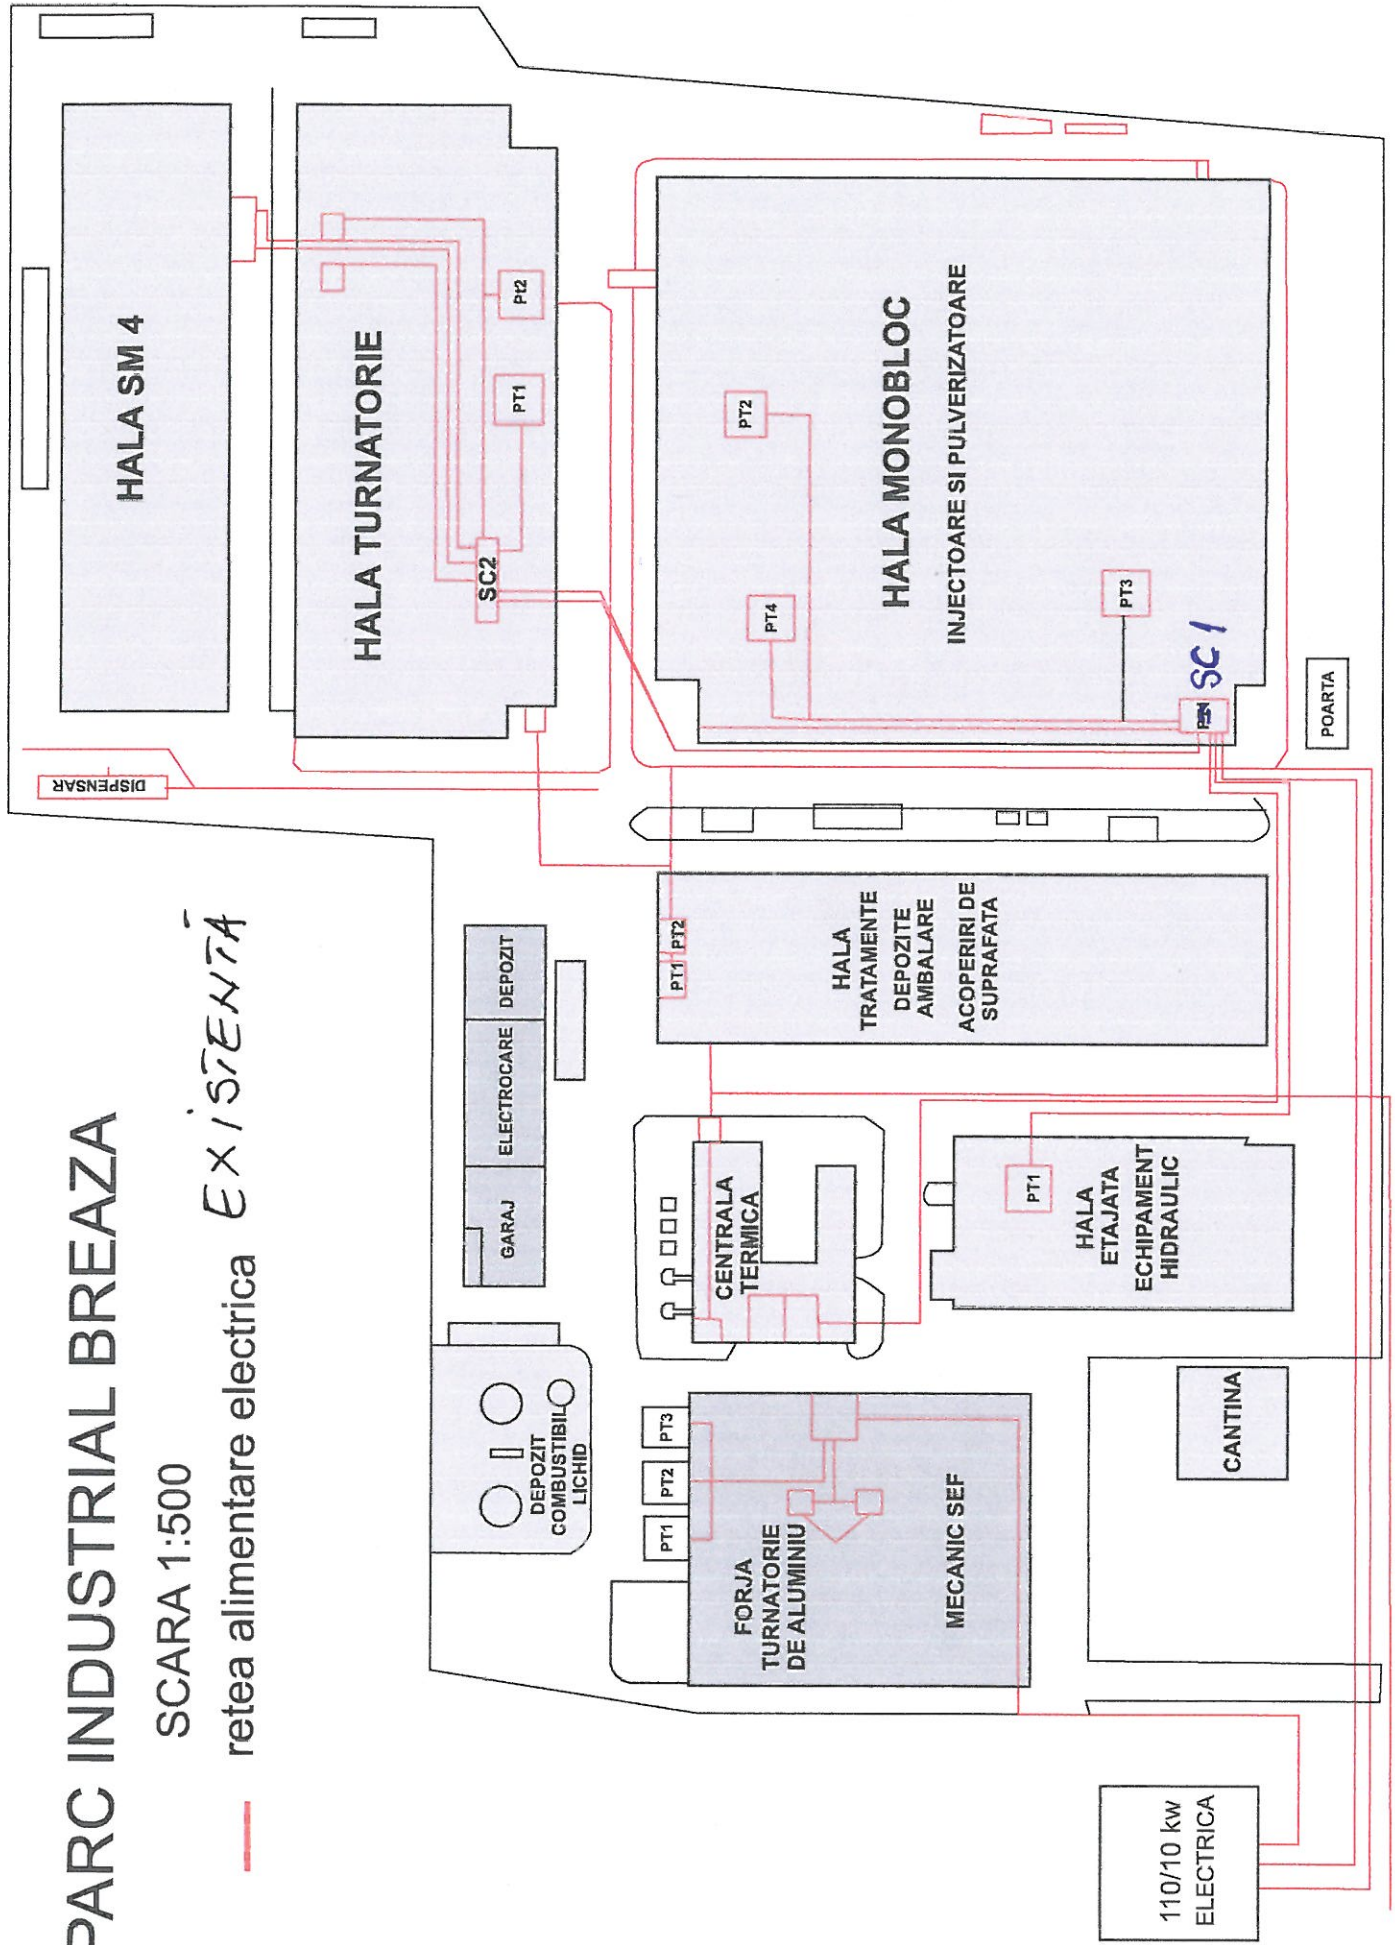 PARC INDUSTRIAL BREAZA
SCARA 1:500
retea alimentare electrica EXISTENTĂ
HALA SM 4
HALA TURNATORIE
Pt2
PT1
SC2
DISPENSAR
HALA MONOBLOC
INJECTOARE SI PULVERIZATOARE
PT2
PT4
PT3
SC 1
POARTA
GARAJ
ELECTROCARE
DEPOZIT
PT1
PT2
HALA
TRATAMENTE
DEPOZITE
AMBALARE
ACOPERIRI DE
SUPRAFATA
DEPOZIT
COMBUSTIBIL
LICHID
CENTRALA
TERMICA
PT1
HALA
ETAJATA
ECHIPAMENT
HIDRAULIC
PT1
PT2
PT3
FORJA
TURNATORIE
DE ALUMINIU
MECANIC SEF
CANTINA
110/10 kw
ELECTRICA